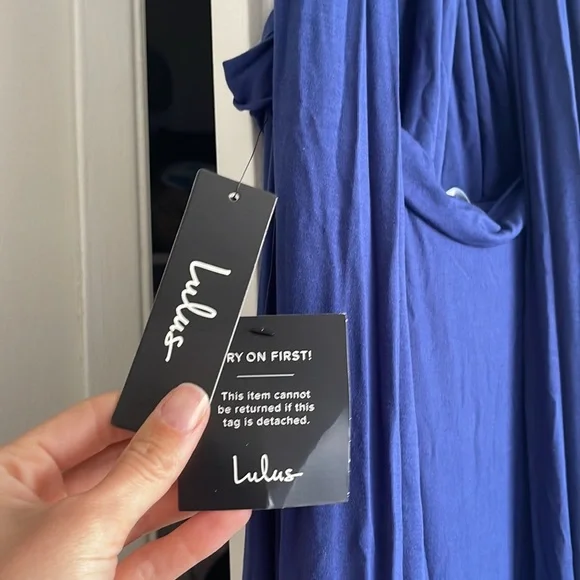 Lulus
RY ON FIRST!
This item cannot
be returned if this
tag is detached.
Lulus